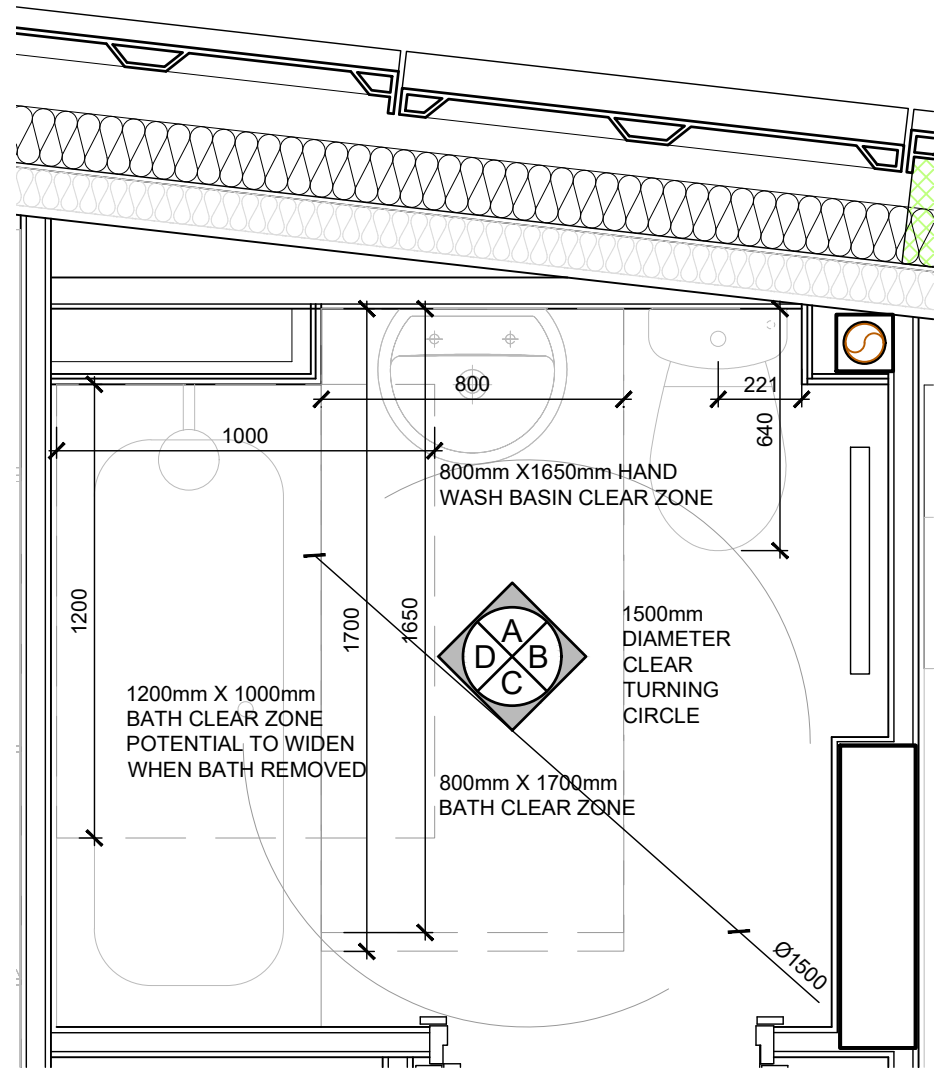 800
221
640
1000
800mm X1650mm HAND
WASH BASIN CLEAR ZONE
1200
1700
1650
A
D B
C
1500mm
DIAMETER
CLEAR
TURNING
CIRCLE
1200mm X 1000mm
BATH CLEAR ZONE
POTENTIAL TO WIDEN
WHEN BATH REMOVED
800mm X 1700mm
BATH CLEAR ZONE
Ø1500